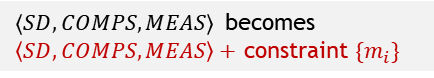 ⟨𝑆𝐷, 𝐶𝑂𝑀𝑃𝑆, 𝑀𝐸𝐴𝑆⟩ becomes
⟨𝑆𝐷, 𝐶𝑂𝑀𝑃𝑆, 𝑀𝐸𝐴𝑆⟩ + constraint {𝑚ᵢ}